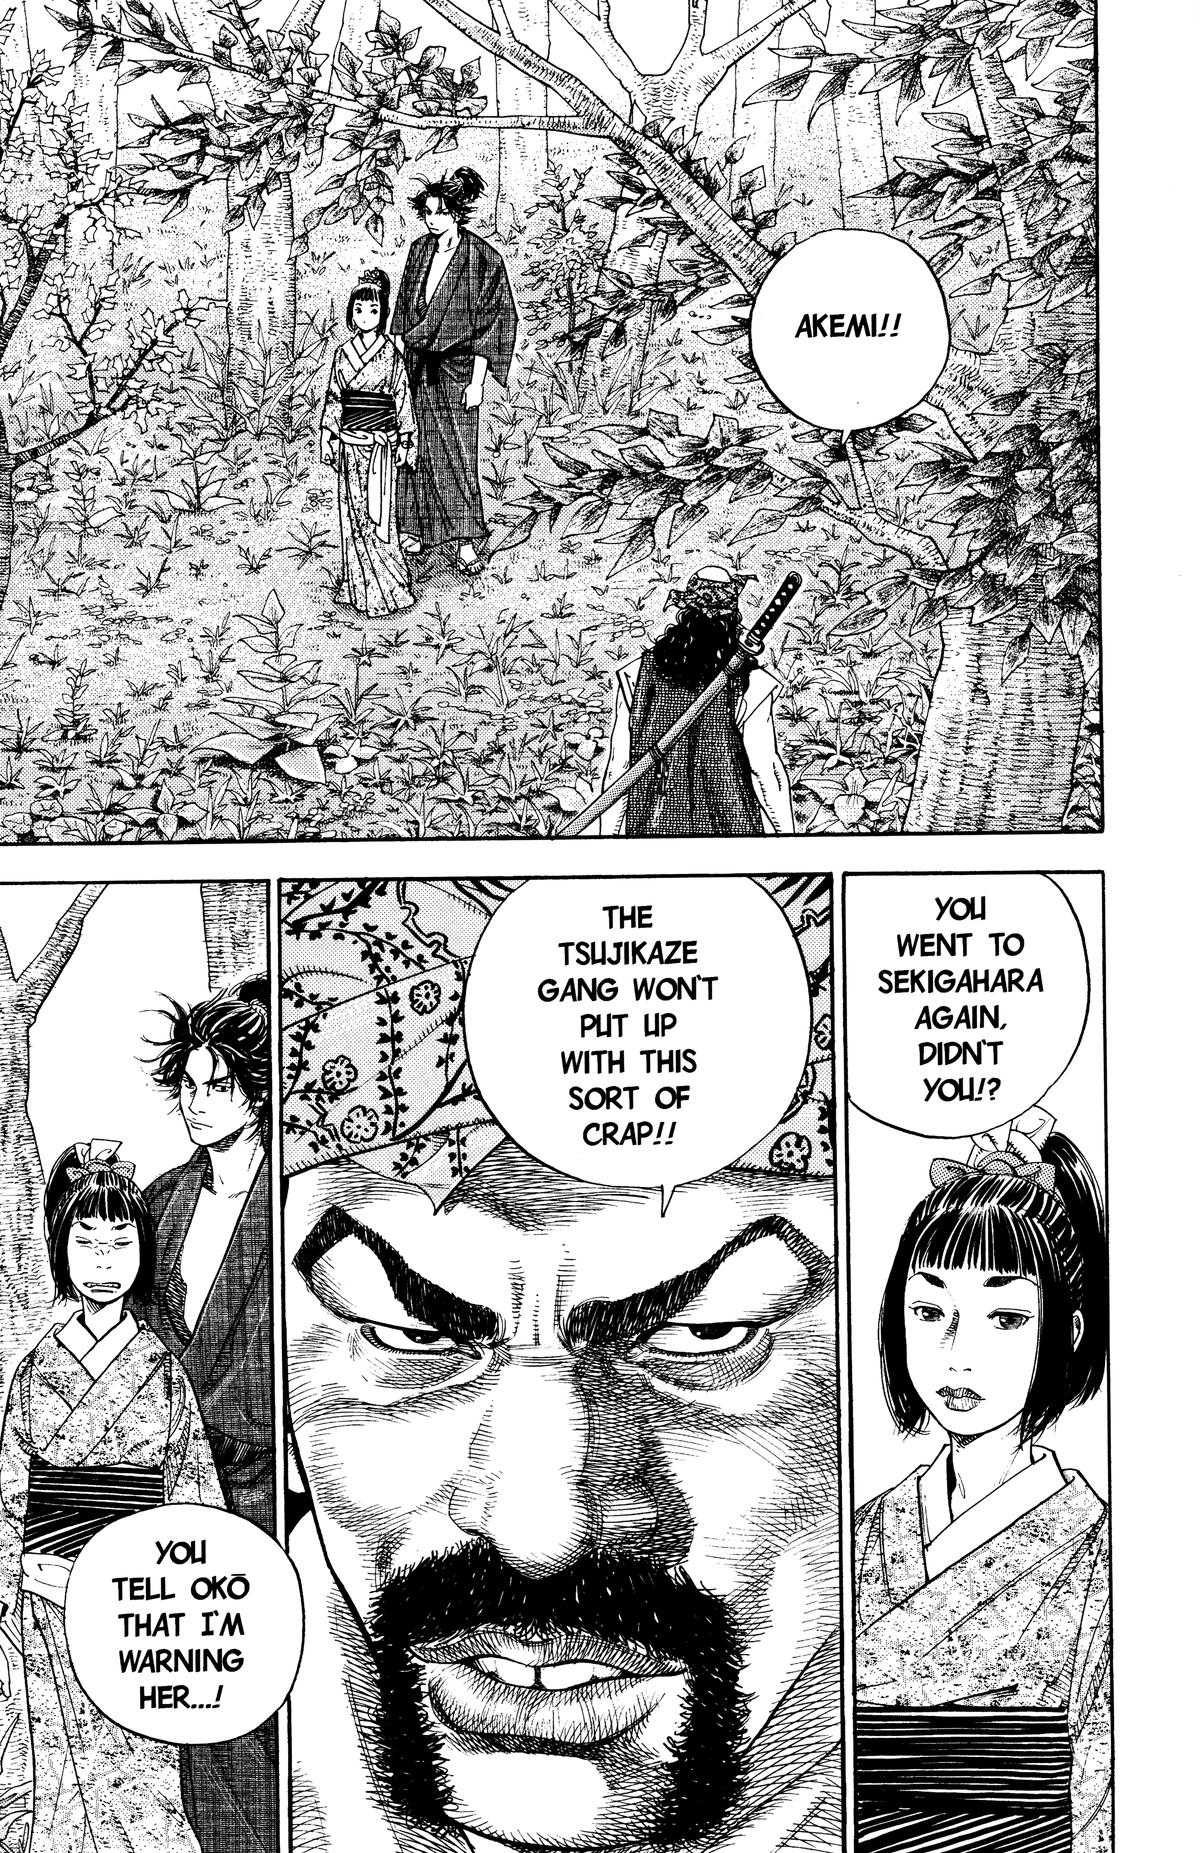 AKEMI!!
YOU
WENT TO
SEKIGAHARA
AGAIN,
DIDN'T
YOU!?
THE
TSUJIKAZE
GANG WON'T
PUT UP
WITH THIS
SORT OF
CRAP!!
YOU
TELL OKŌ
THAT I'M
WARNING
HER...!